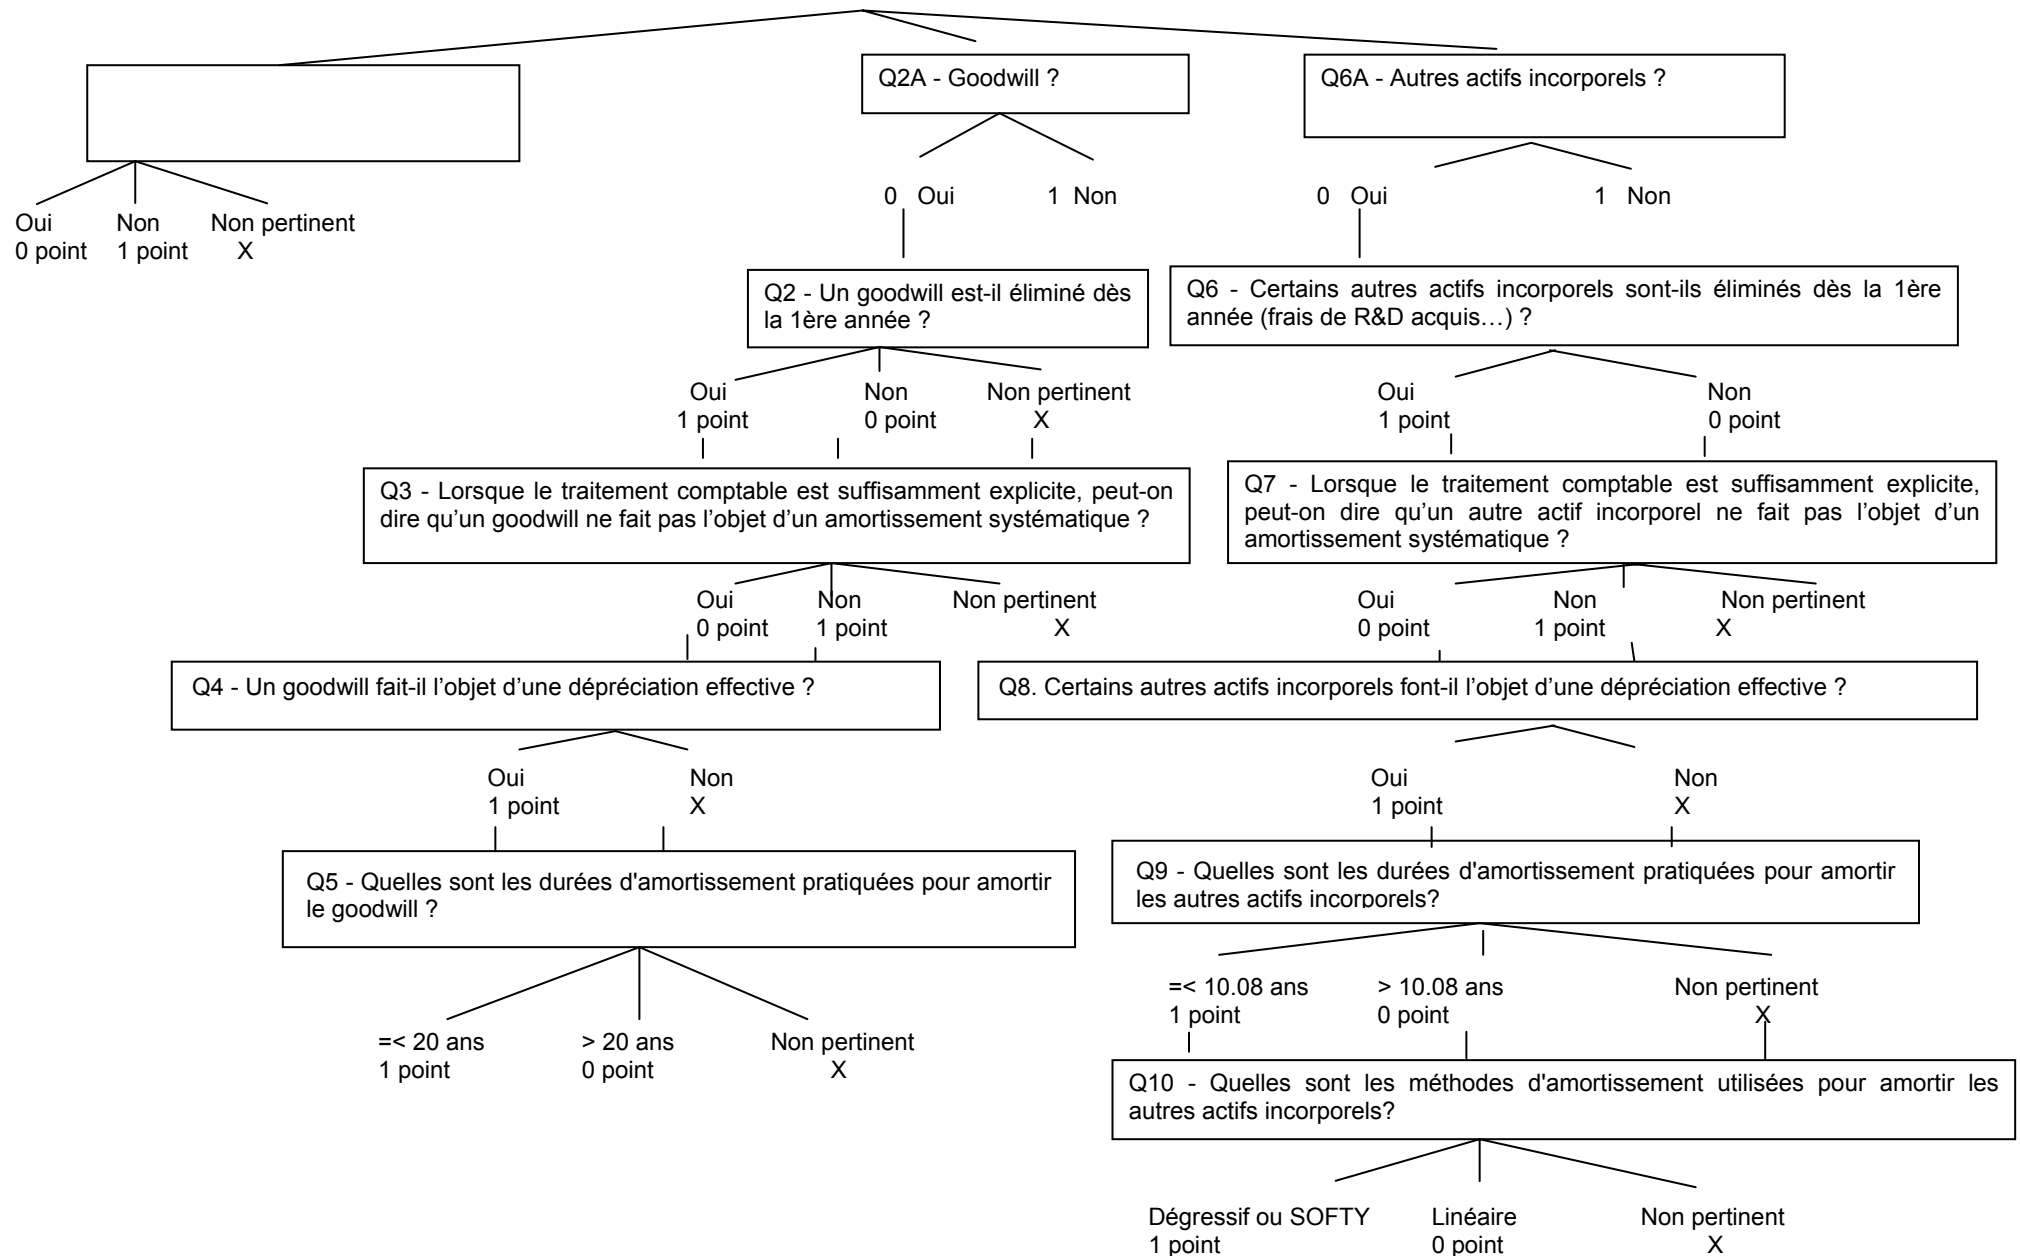 Q2A - Goodwill ?
Q6A - Autres actifs incorporels ?
0 Oui 1 Non
0 Oui 1 Non
Oui Non Non pertinent
0 point 1 point X
Q2 - Un goodwill est-il éliminé dès
la 1ère année ?
Q6 - Certains autres actifs incorporels sont-ils éliminés dès la 1ère
année (frais de R&D acquis…) ?
Oui Non Non pertinent
1 point 0 point X
Oui Non
1 point 0 point
Q3 - Lorsque le traitement comptable est suffisamment explicite, peut-on
dire qu’un goodwill ne fait pas l’objet d’un amortissement systématique ?
Q7 - Lorsque le traitement comptable est suffisamment explicite,
peut-on dire qu’un autre actif incorporel ne fait pas l’objet d’un
amortissement systématique ?
Oui Non Non pertinent
0 point 1 point X
Oui Non Non pertinent
0 point 1 point X
Q4 - Un goodwill fait-il l’objet d’une dépréciation effective ?
Q8. Certains autres actifs incorporels font-il l’objet d’une dépréciation effective ?
Oui Non
1 point X
Oui Non
1 point X
Q5 - Quelles sont les durées d'amortissement pratiquées pour amortir
le goodwill ?
Q9 - Quelles sont les durées d'amortissement pratiquées pour amortir
les autres actifs incorporels?
=< 20 ans > 20 ans Non pertinent
1 point 0 point X
=< 10.08 ans > 10.08 ans Non pertinent
1 point 0 point X
Q10 - Quelles sont les méthodes d'amortissement utilisées pour amortir les
autres actifs incorporels?
Dégressif ou SOFTY Linéaire Non pertinent
1 point 0 point X